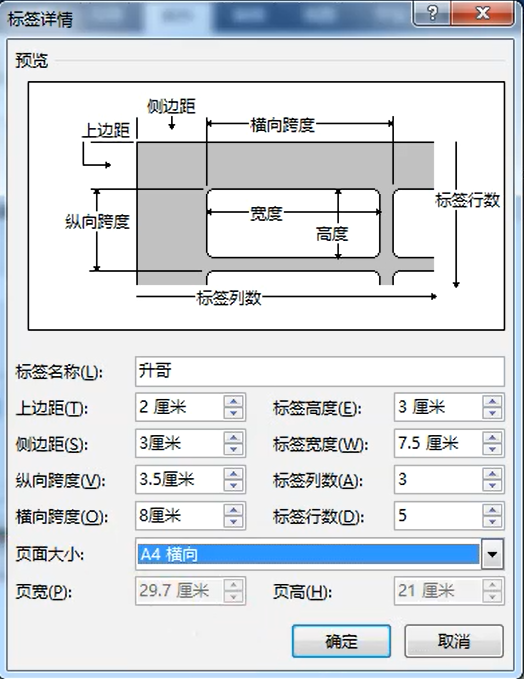 标签详情
预览
侧边距
上边距
横向跨度
纵向跨度
宽度
高度
标签行数
标签列数
标签名称(L): 升哥
上边距(T): 2 厘米 标签高度(E): 3 厘米
侧边距(S): 3厘米 标签宽度(W): 7.5 厘米
纵向跨度(V): 3.5厘米 标签列数(A): 3
横向跨度(O): 8厘米 标签行数(D): 5
页面大小: A4 横向
页宽(P): 29.7 厘米 页高(H): 21 厘米
确定 取消